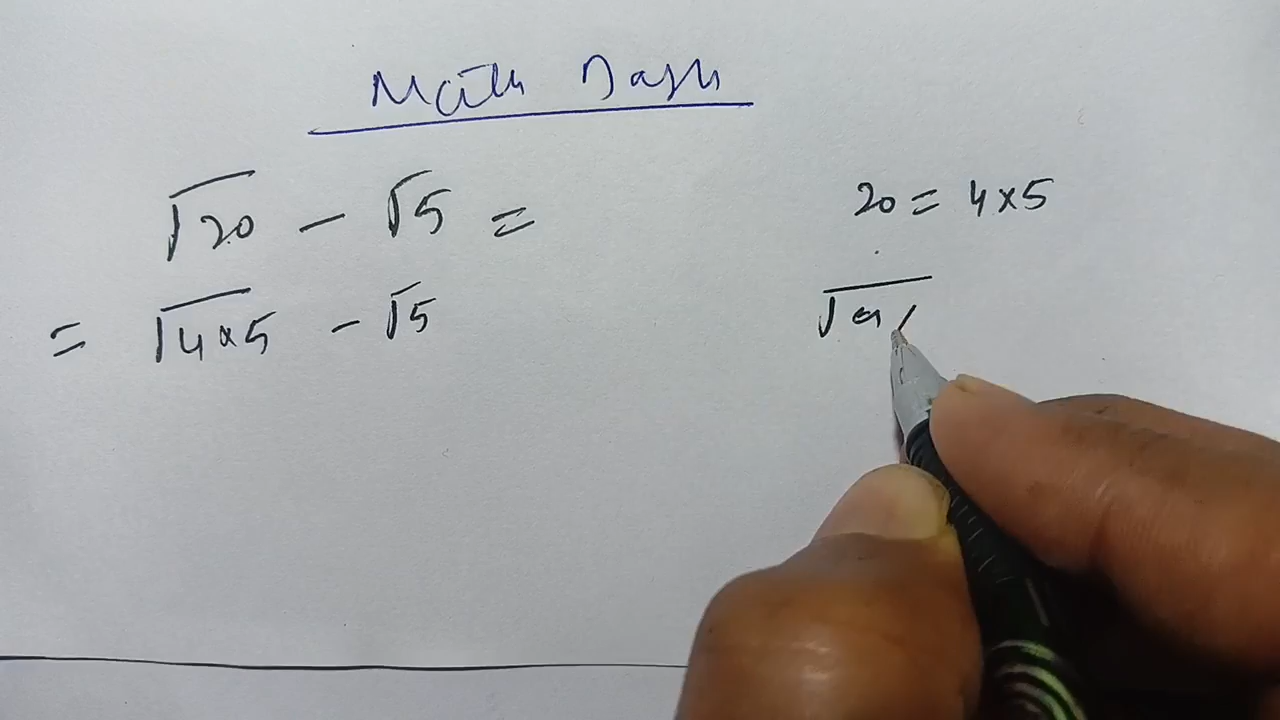 Math Dash
√20 - √5 =
= √4×5 - √5
20 = 4×5
√a